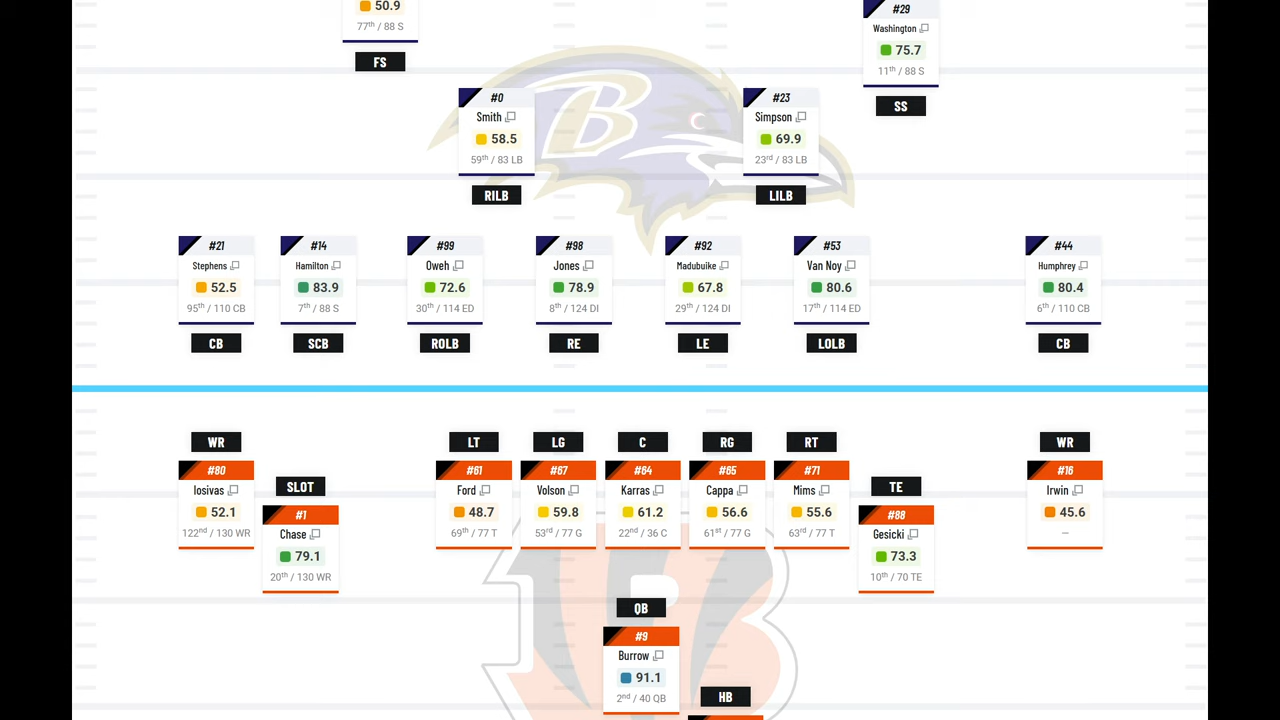 50.9
77th / 88 S
FS
#29
Washington
75.7
11th / 88 S
SS
#0
Smith
58.5
59th / 83 LB
RILB
#23
Simpson
69.9
23rd / 83 LB
LILB
#21
Stephens
52.5
95th / 110 CB
CB
#14
Hamilton
83.9
7th / 88 S
SCB
#99
Oweh
72.6
30th / 114 ED
ROLB
#98
Jones
78.9
8th / 124 DI
RE
#92
Madubuike
67.8
29th / 124 DI
LE
#53
Van Noy
80.6
17th / 114 ED
LOLB
#44
Humphrey
80.4
6th / 110 CB
CB
WR
#80
Iosivas
52.1
122nd / 130 WR
SLOT
#1
Chase
79.1
20th / 130 WR
LT
#61
Ford
48.7
69th / 77 T
LG
#67
Volson
59.8
53rd / 77 G
C
#64
Karras
61.2
22nd / 36 C
RG
#65
Cappa
56.6
61st / 77 G
RT
#71
Mims
55.6
63rd / 77 T
TE
#88
Gesicki
73.3
10th / 70 TE
WR
#16
Irwin
45.6
–
QB
#9
Burrow
91.1
2nd / 40 QB
HB
B
B